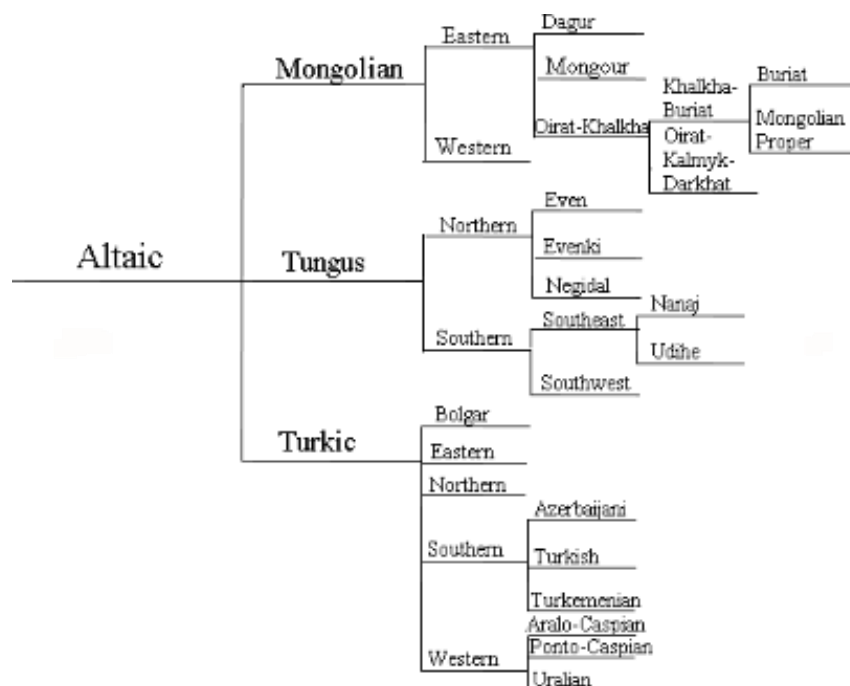 Dagur
Eastern
Mongolian
Mongour
Buriat
Khalkha-
Buriat
Mongolian
Proper
Oirat-Khalkha
Oirat-
Kalmyk-
Darkhat
Western
Even
Northern
Evenki
Altaic
Tungus
Negidal
Nanaj
Southeast
Southern
Udihe
Southwest
Bolgar
Turkic
Eastern
Northern
Azerbaijani
Southern
Turkish
Turkemenian
Aralo-Caspian
Ponto-Caspian
Western
Uralian